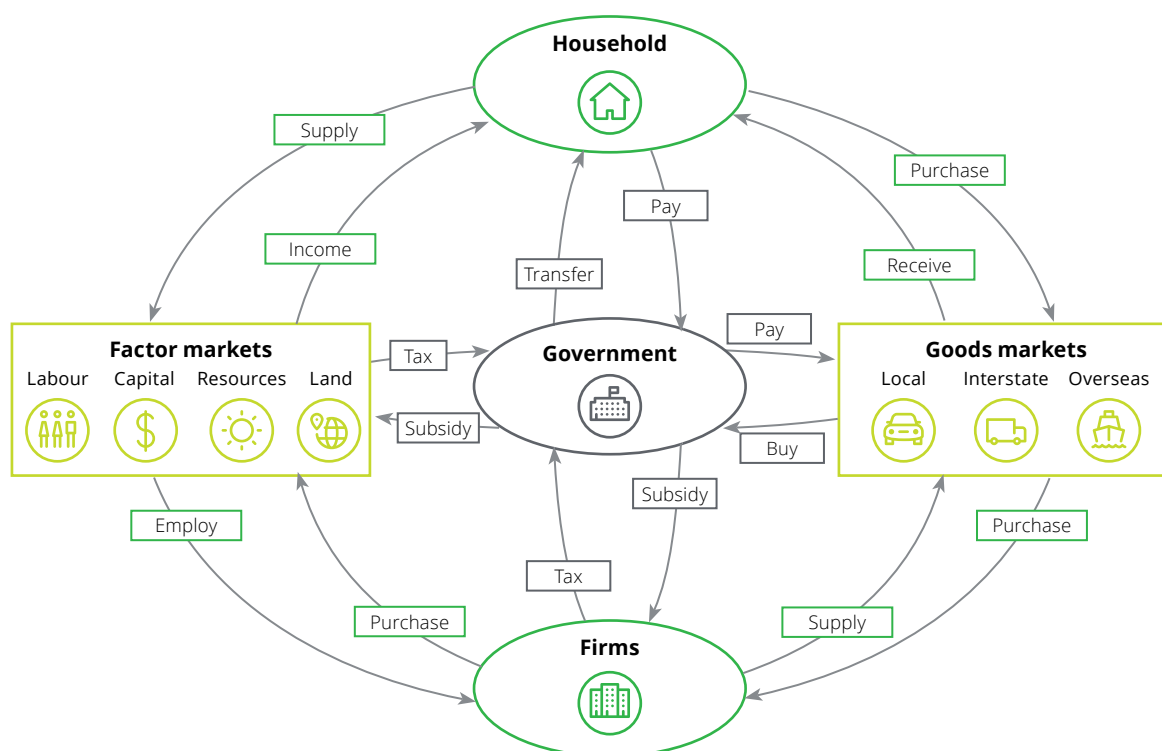 Household
Supply
Purchase
Pay
Income
Receive
Transfer
Factor markets
Labour Capital Resources Land
Tax
Government
Pay
Goods markets
Local Interstate Overseas
Subsidy
Buy
Employ
Subsidy
Purchase
Tax
Purchase
Supply
Firms